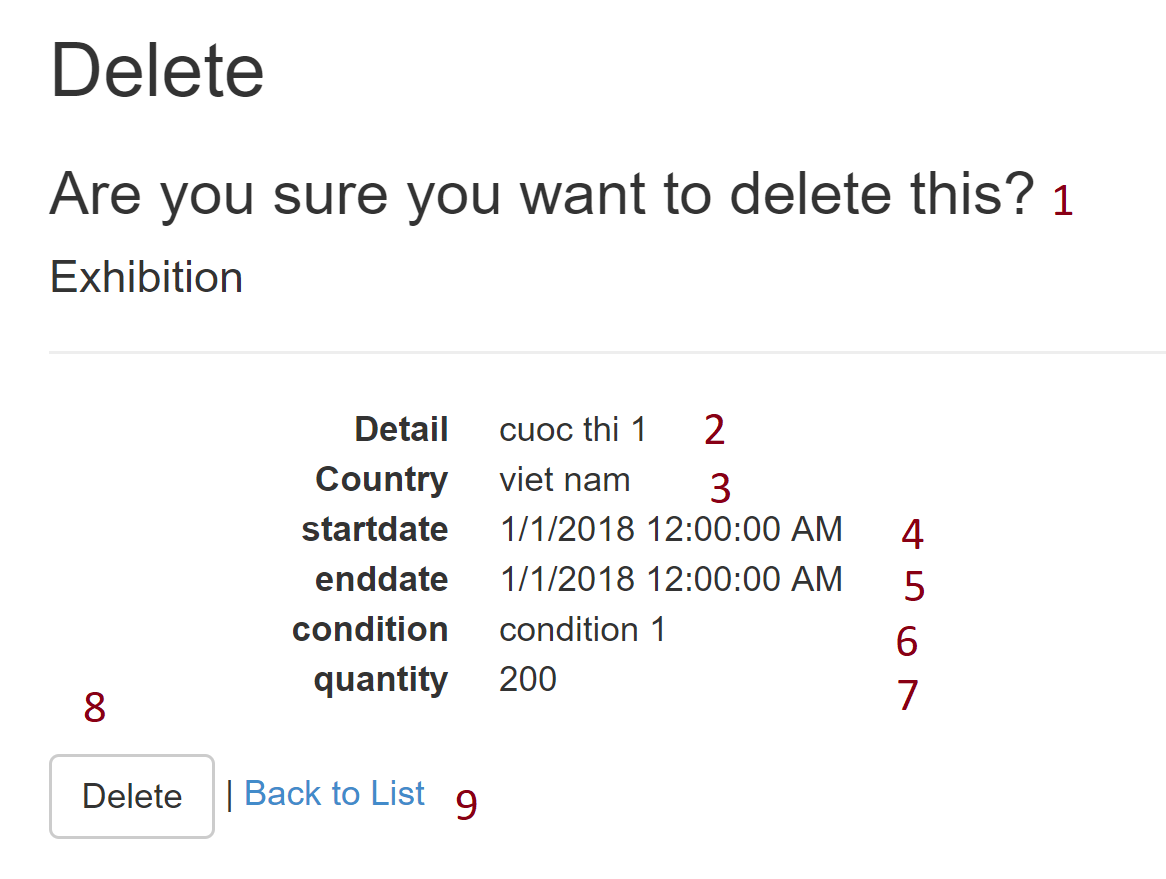 Delete
Are you sure you want to delete this? 1
Exhibition
Detail cuoc thi 1 2
Country viet nam 3
startdate 1/1/2018 12:00:00 AM 4
enddate 1/1/2018 12:00:00 AM 5
condition condition 1 6
quantity 200 7
8
Delete | Back to List 9